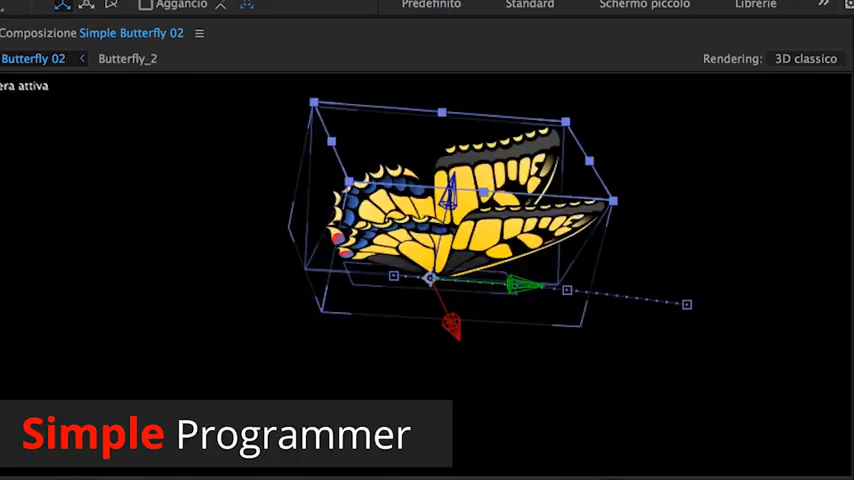 Aggancio
Predefinito
Standard
Schermo piccolo
Librerie
Composizione Simple Butterfly 02
Butterfly 02
Butterfly_2
Rendering: 3D classico
era attiva
Simple Programmer